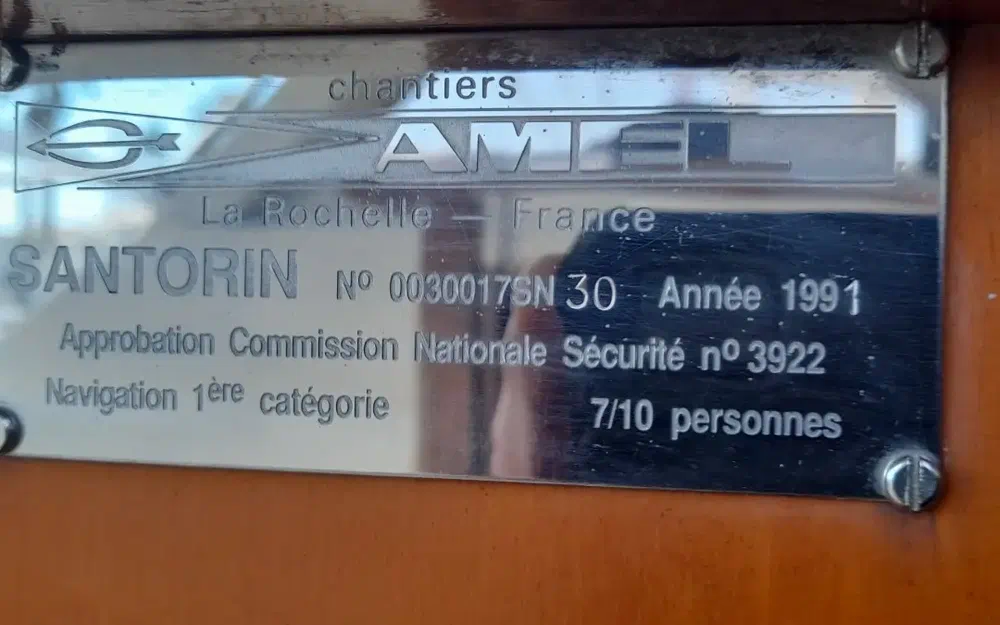 chantiers
AMEL
La Rochelle — France
SANTORIN Nº 0030017SN 30 Année 1991
Approbation Commission Nationale Sécurité nº 3922
Navigation 1ère catégorie 7/10 personnes